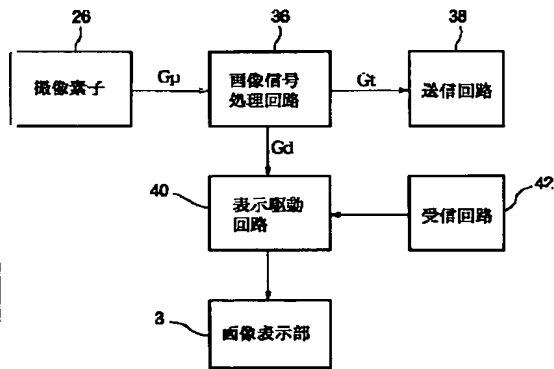 26
36
38
撮像素子
Gp
画像信号
処理回路
Gt
送信回路
Gd
40
42
表示駆動
回路
受信回路
3
画像表示部